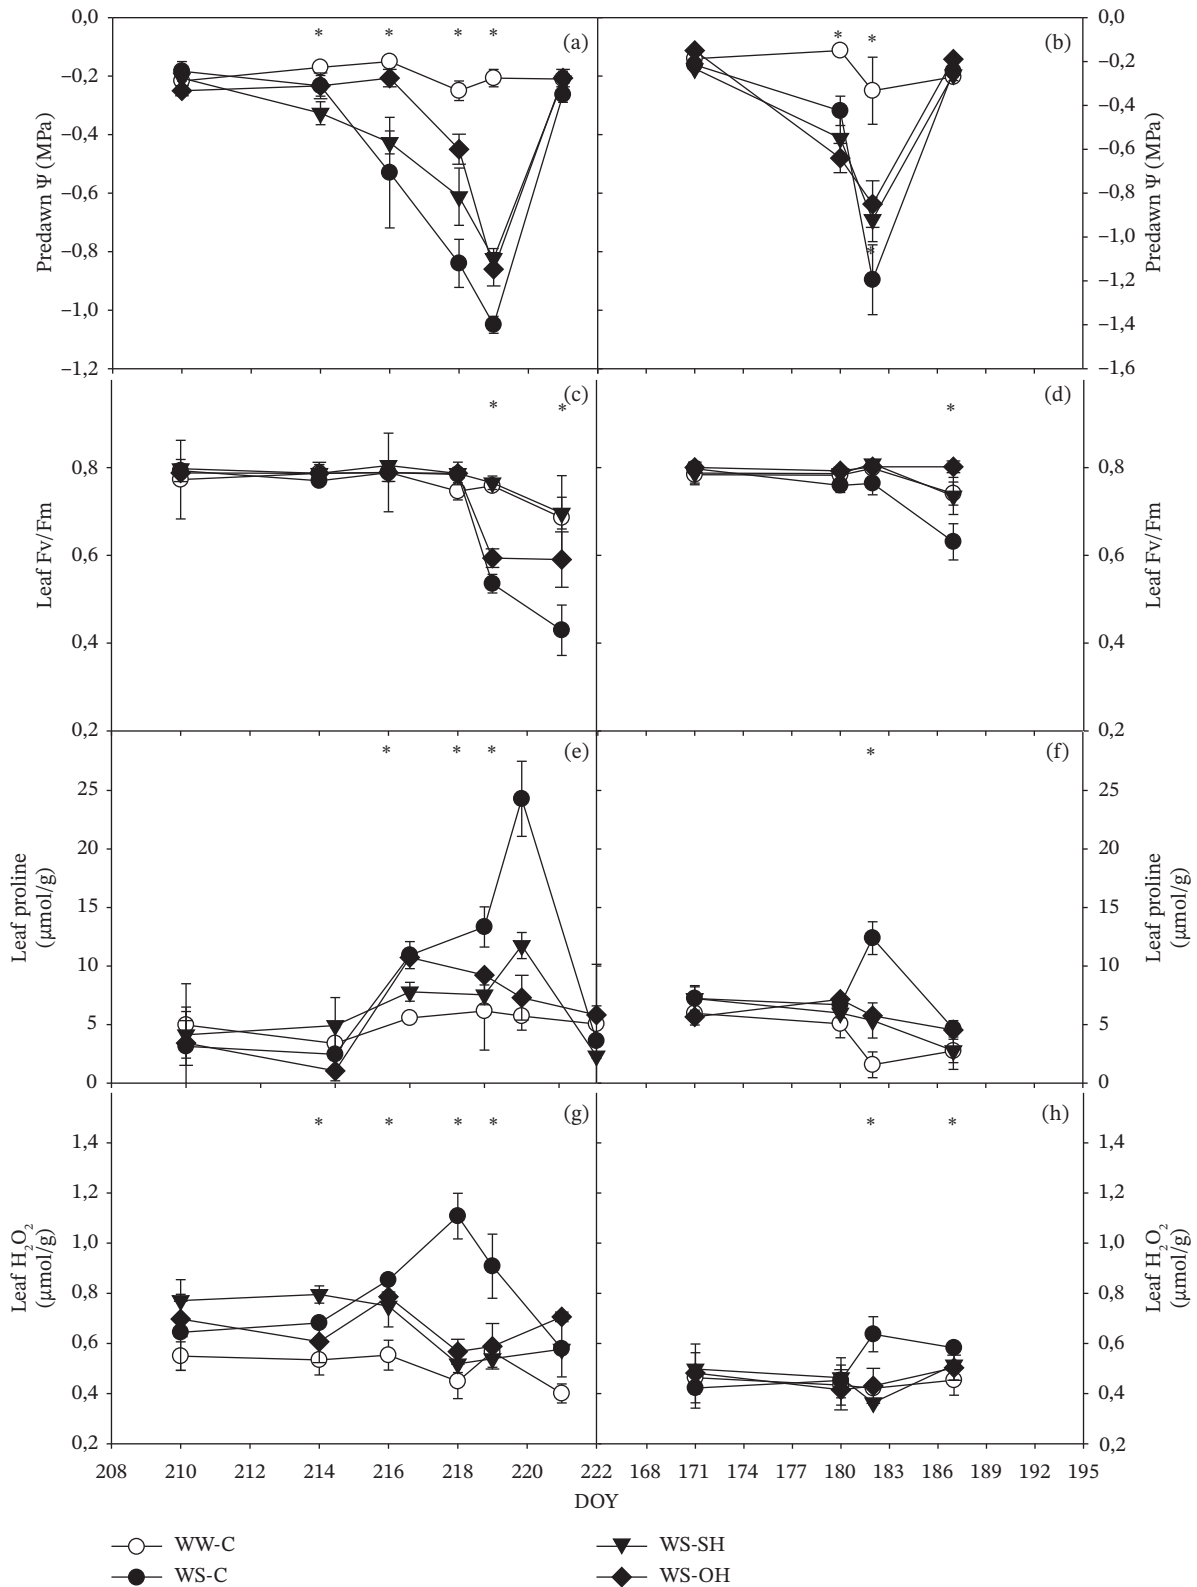 0,0 * * * * (a) * * (b) 0,0
−0,2 −0,2
−0,4 −0,4
−0,6 −0,6
−0,8 −0,8
−1,0 * −1,0
−1,2
−1,2 −1,4
−1,6
Predawn Ψ (MPa)
Predawn Ψ (MPa)
* * (c) * (d)
0,8 0,8
0,6 0,6
0,4 0,4
0,2 0,2
Leaf Fv/Fm
Leaf Fv/Fm
* * * (e) * (f)
25 25
20 20
15 15
10 10
5 5
0 0
Leaf proline
(μmol/g)
Leaf proline
(μmol/g)
* * * * (g) * * (h)
1,4 1,4
1,2 1,2
1,0 1,0
0,8 0,8
0,6 0,6
0,4 0,4
0,2 0,2
Leaf H₂O₂
(μmol/g)
Leaf H₂O₂
(μmol/g)
208 210 212 214 216 218 220 222 168 171 174 177 180 183 186 189 192 195
DOY
WW-C WS-SH
WS-C WS-OH